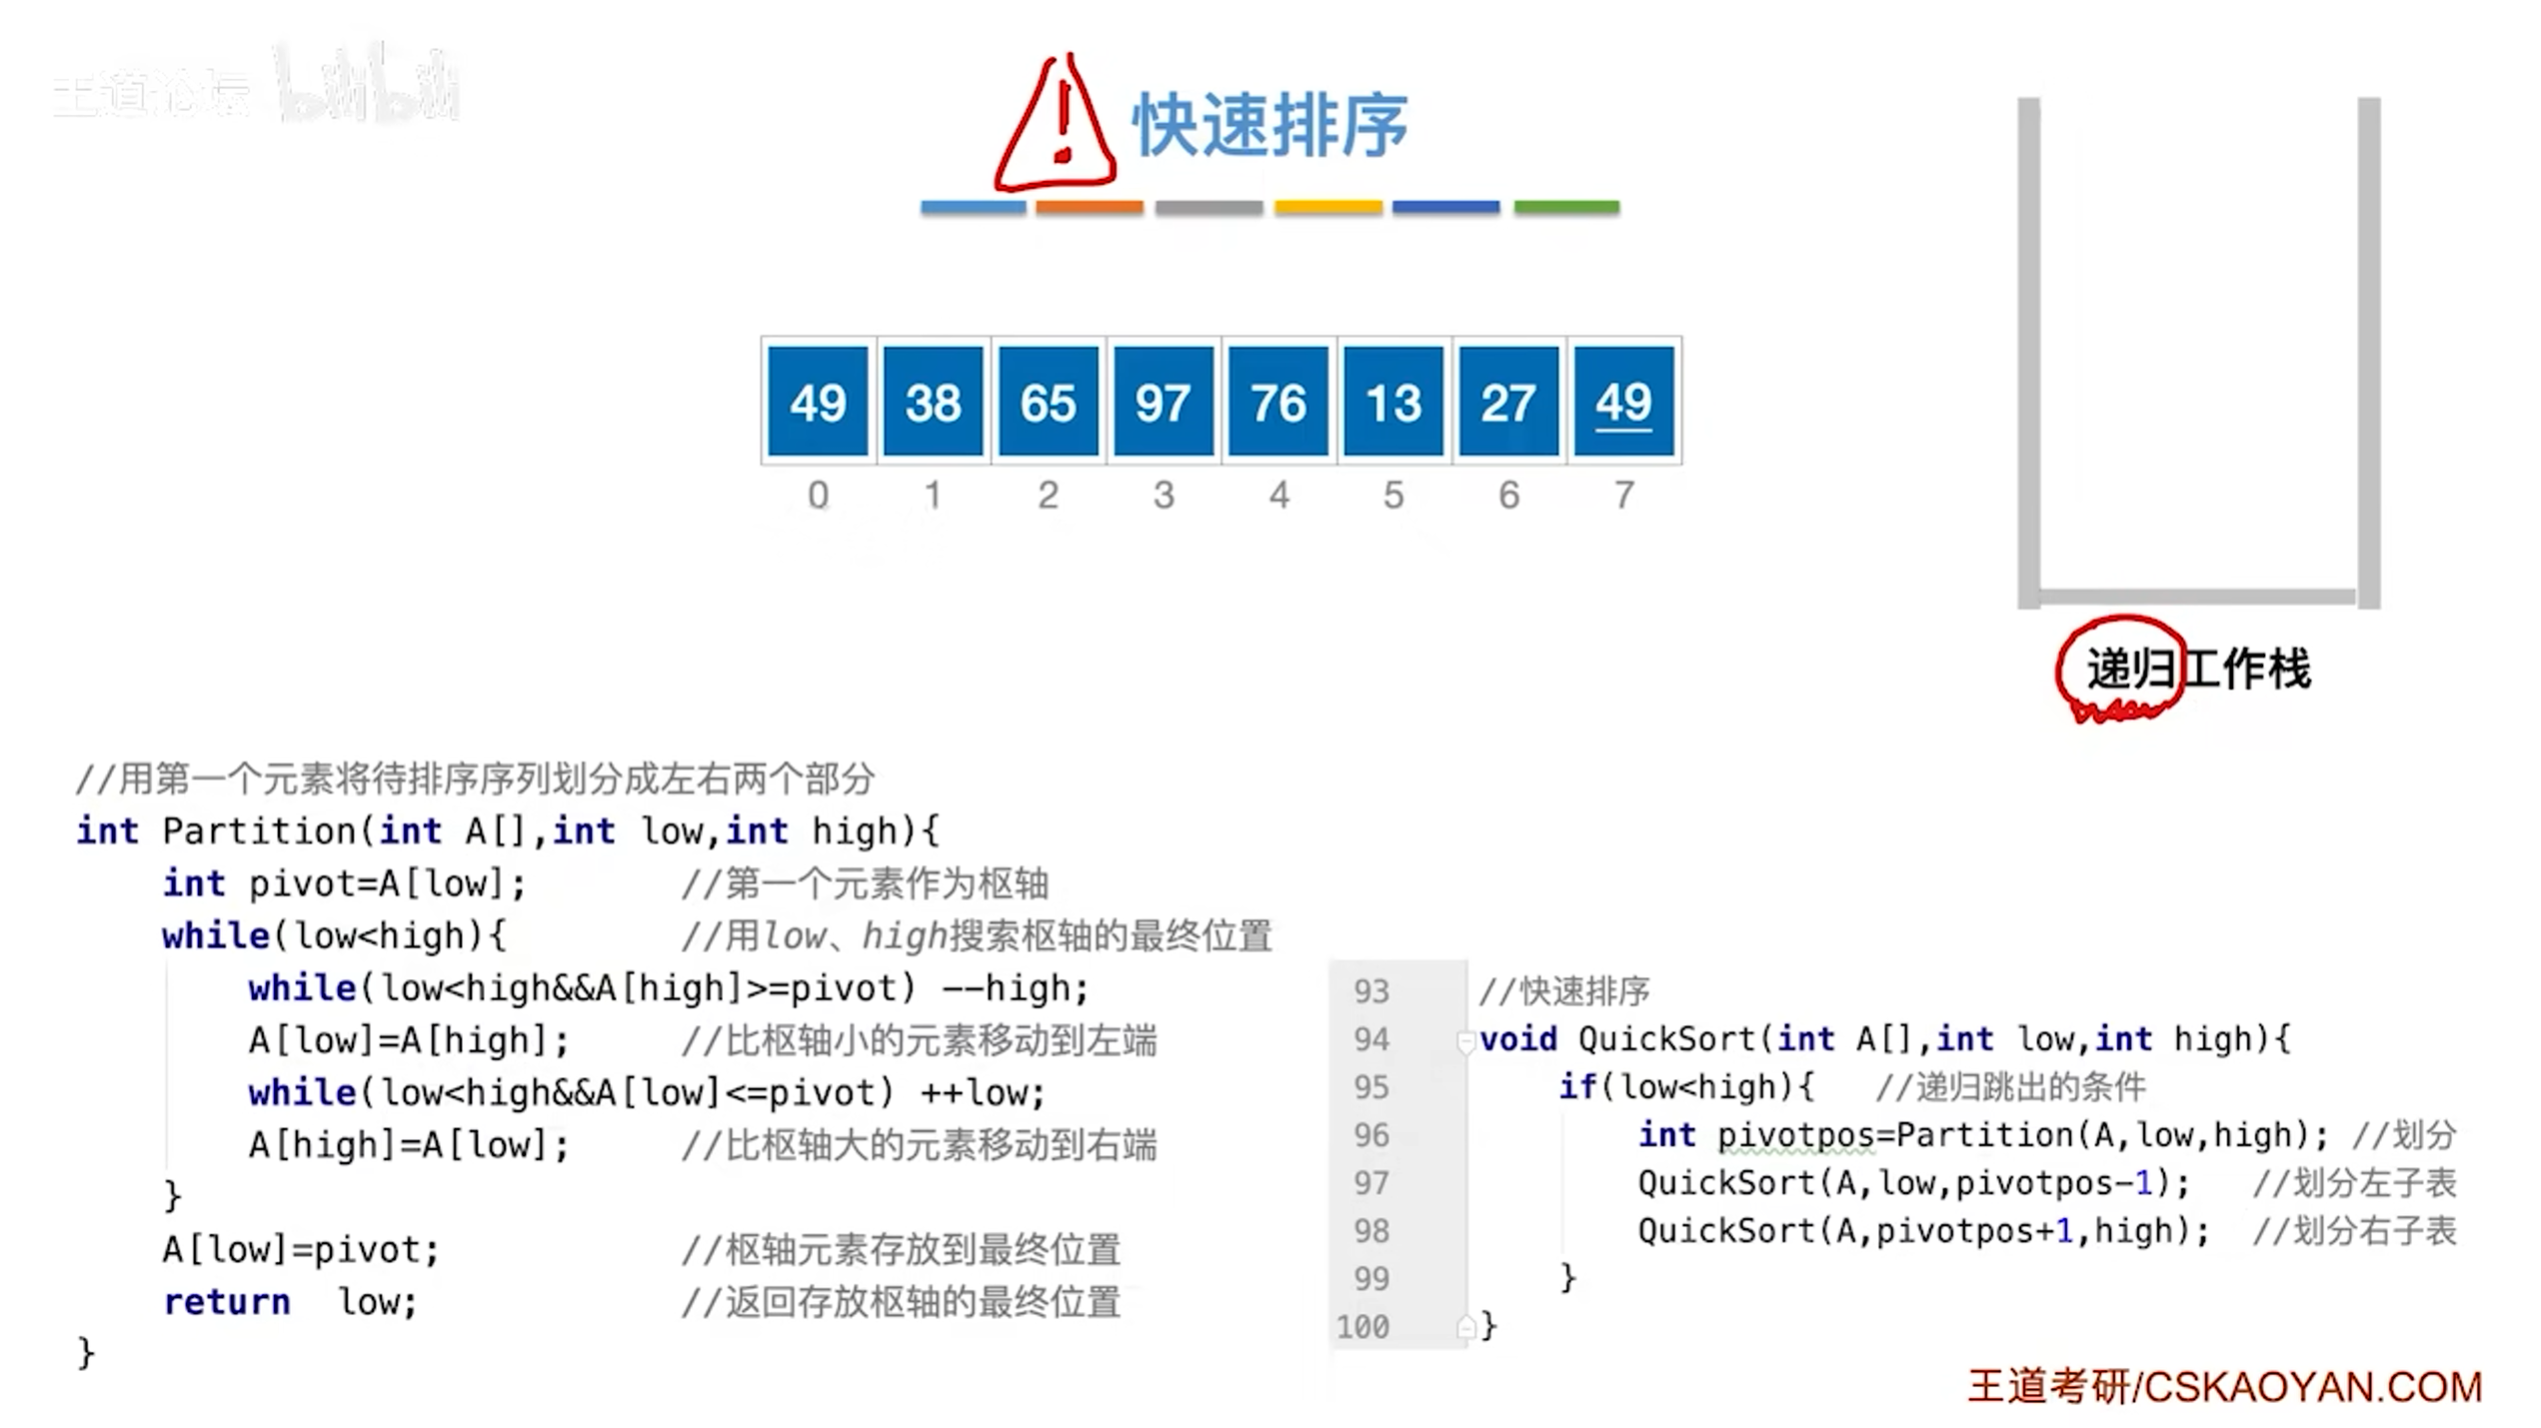 王道论坛 bilibili
快速排序
49 38 65 97 76 13 27 49
0 1 2 3 4 5 6 7
递归工作栈
//用第一个元素将待排序序列划分成左右两个部分
int Partition(int A[],int low,int high){
    int pivot=A[low];        //第一个元素作为枢轴
    while(low<high){        //用low、high搜索枢轴的最终位置
        while(low<high&&A[high]>=pivot) --high;
        A[low]=A[high];     //比枢轴小的元素移动到左端
        while(low<high&&A[low]<=pivot) ++low;
        A[high]=A[low];     //比枢轴大的元素移动到右端
    }
    A[low]=pivot;           //枢轴元素存放到最终位置
    return  low;            //返回存放枢轴的最终位置
}
93 //快速排序
94 void QuickSort(int A[],int low,int high){
95     if(low<high){   //递归跳出的条件
96         int pivotpos=Partition(A,low,high); //划分
97         QuickSort(A,low,pivotpos-1);   //划分左子表
98         QuickSort(A,pivotpos+1,high);  //划分右子表
99     }
100 }
王道考研/CSKAOYAN.COM